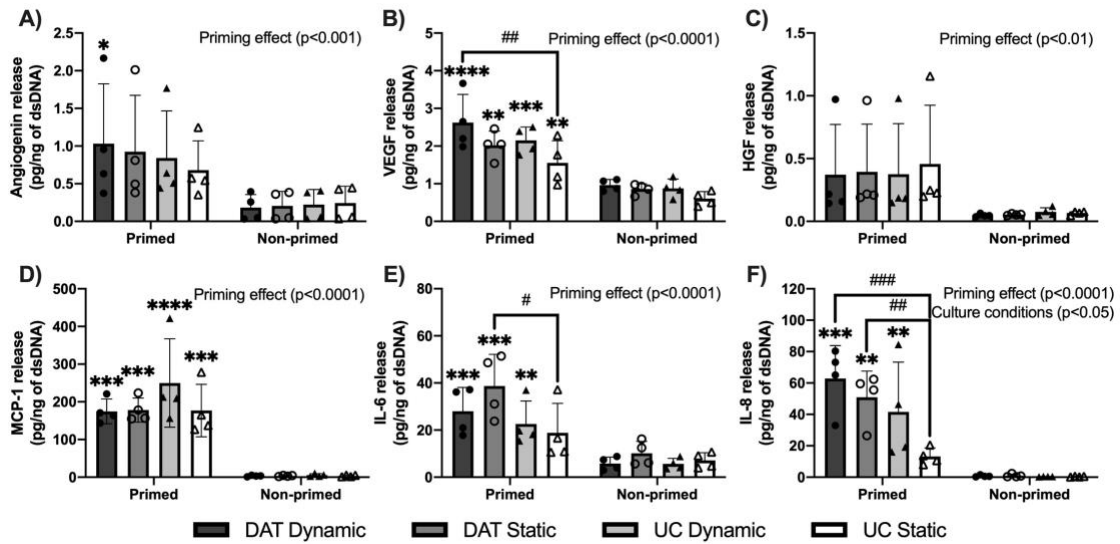 A)
Angiogenin release
(pg/ng of dsDNA)
2.5
2.0
1.5
1.0
0.5
0.0
Priming effect (p<0.001)
*
Primed
Non-primed
B)
VEGF release
(pg/ng of dsDNA)
6
4
3
2
1
0
##
Priming effect (p<0.0001)
****
**
***
**
Primed
Non-primed
C)
HGF release
(pg/ng of dsDNA)
1.5
1.0
0.5
0.0
Priming effect (p<0.01)
Primed
Non-primed
D)
MCP-1 release
(pg/ng of dsDNA)
500
400
300
200
100
0
Priming effect (p<0.0001)
***
***
****
***
Primed
Non-primed
E)
IL-6 release
(pg/ng of dsDNA)
80
60
40
20
0
Priming effect (p<0.0001)
#
***
***
**
Primed
Non-primed
F)
IL-8 release
(pg/ng of dsDNA)
120
100
80
60
40
20
0
###
Priming effect (p<0.0001)
##
Culture conditions (p<0.05)
***
**
**
Primed
Non-primed
DAT Dynamic
DAT Static
UC Dynamic
UC Static